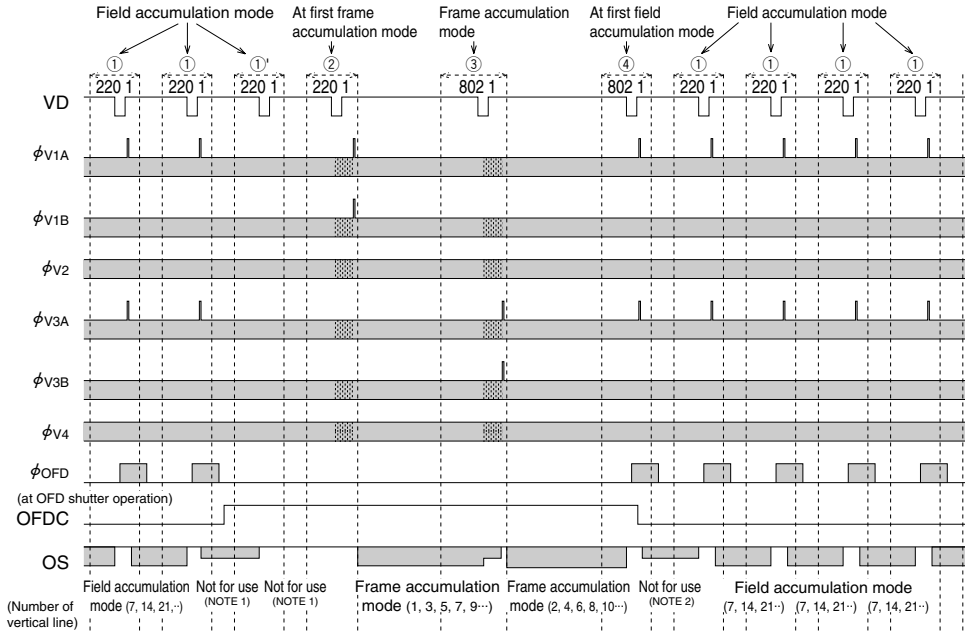 Field accumulation mode
At first frame accumulation mode
Frame accumulation mode
At first field accumulation mode
Field accumulation mode
① ① ①' ② ③ ④ ① ① ① ①
220 1 220 1 220 1 220 1 802 1 802 1 220 1 220 1 220 1 220 1
VD
ϕV1A
ϕV1B
ϕV2
ϕV3A
ϕV3B
ϕV4
ϕOFD
(at OFD shutter operation)
OFDC
OS
Field accumulation mode (7, 14, 21,··)
Not for use (NOTE 1)
Not for use (NOTE 1)
Frame accumulation mode (1, 3, 5, 7, 9···)
Frame accumulation mode (2, 4, 6, 8, 10···)
Not for use (NOTE 2)
Field accumulation mode
(7, 14, 21··) (7, 14, 21··) (7, 14, 21··)
(Number of vertical line)